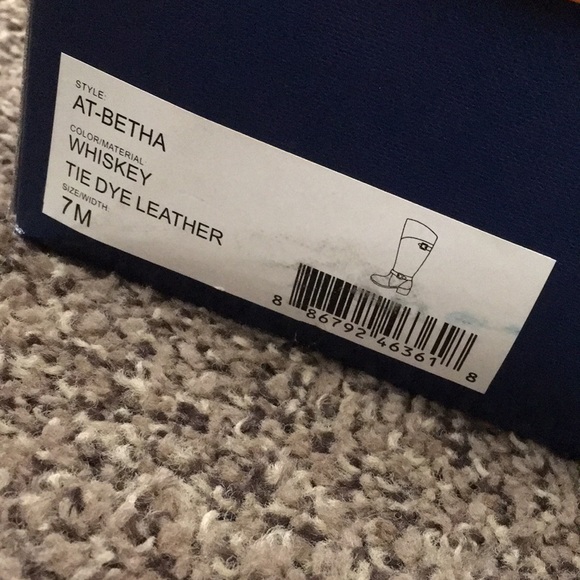 STYLE:
AT-BETHA
COLOR/MATERIAL
WHISKEY
TIE DYE LEATHER
SIZE/WIDTH
7M
8 86792 46361 8